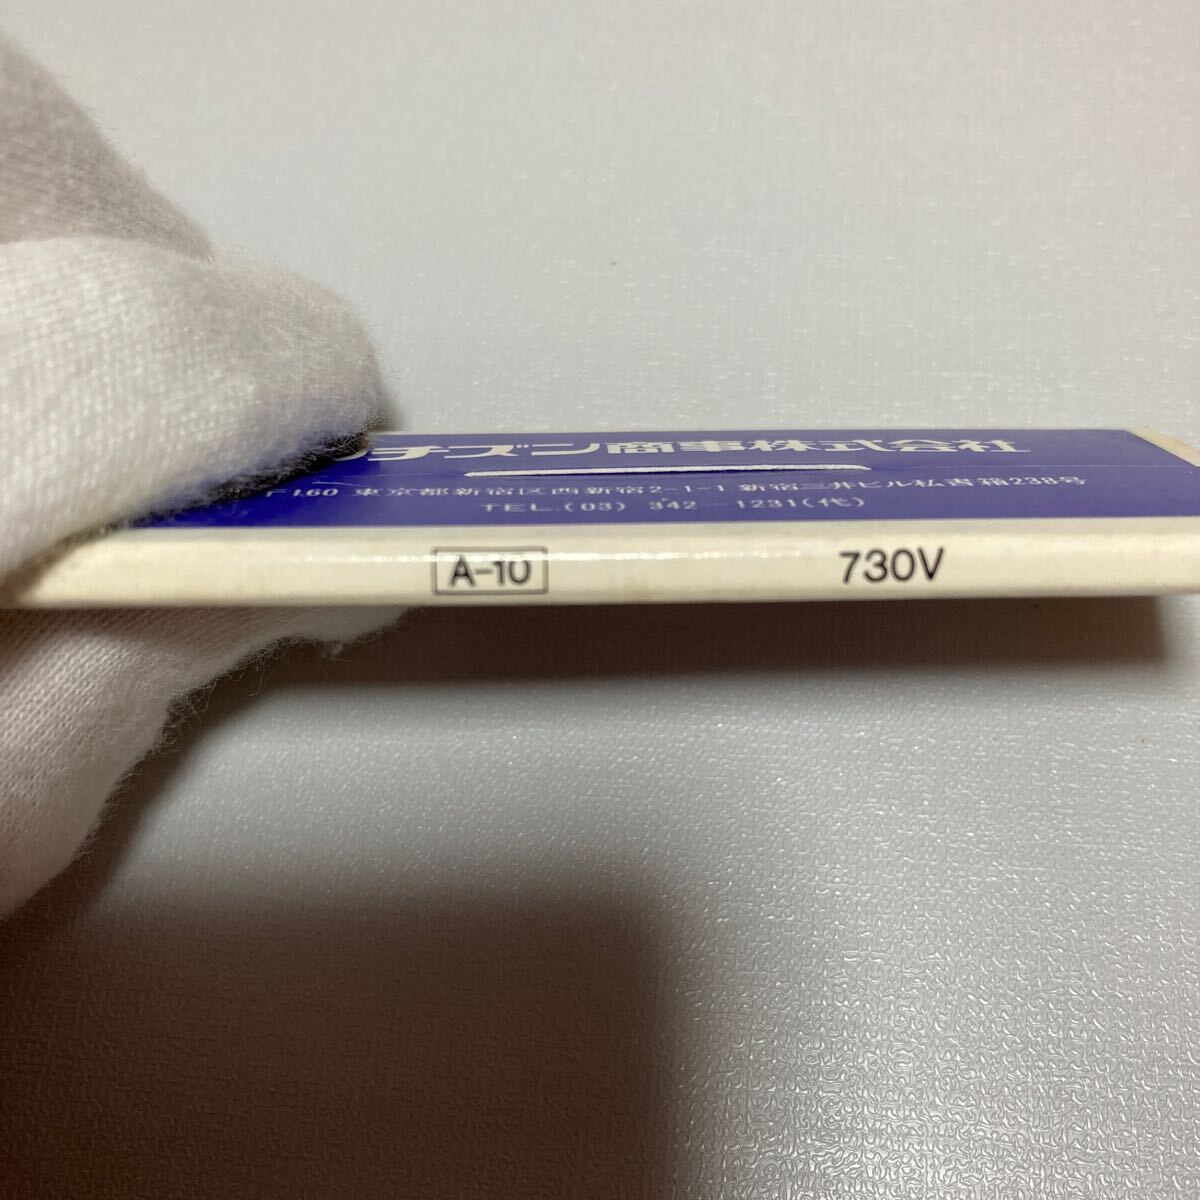 チズン商事株式会社
160 東京都新宿区西新宿2-1-1 新宿三井ビル私書箱238号
TEL.(03) 342-1231(代)
A-10 730V